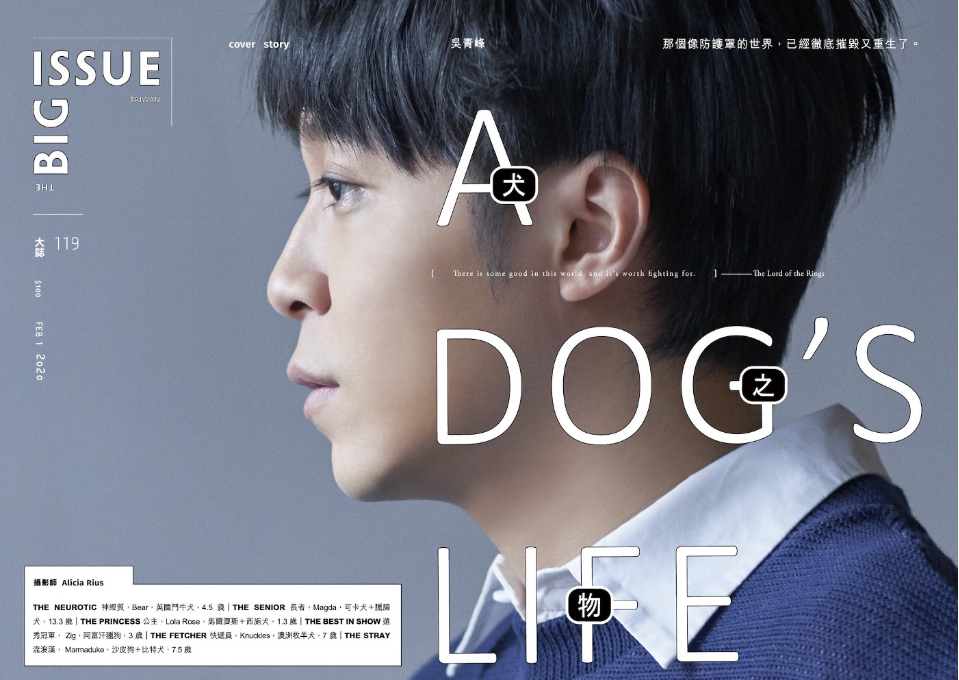 THE BIG ISSUE
TAIWAN
大誌 119
$100
FEB 1 2020
cover story
吳青峰
那個像防護罩的世界，已經徹底摧毀又重生了。
A
犬
{ There is some good in this world, and it's worth fighting for. } ——The Lord of the Rings
DOG'S
之
LIFE
物
攝影師 Alicia Rius
THE NEUROTIC 神經質，Bear，英國鬥牛犬，4.5 歲｜THE SENIOR 長者，Magda，可卡犬＋臘腸
犬，13.3 歲｜THE PRINCESS 公主，Lola Rose，馬爾濟斯＋西施犬，1.3 歲｜THE BEST IN SHOW 選
秀冠軍， Zig，阿富汗獵狗，3 歲｜THE FETCHER 快遞員，Knuckles，澳洲牧羊犬，7 歲｜THE STRAY
流浪漢， Marmaduke，沙皮狗＋比特犬，7.5 歲